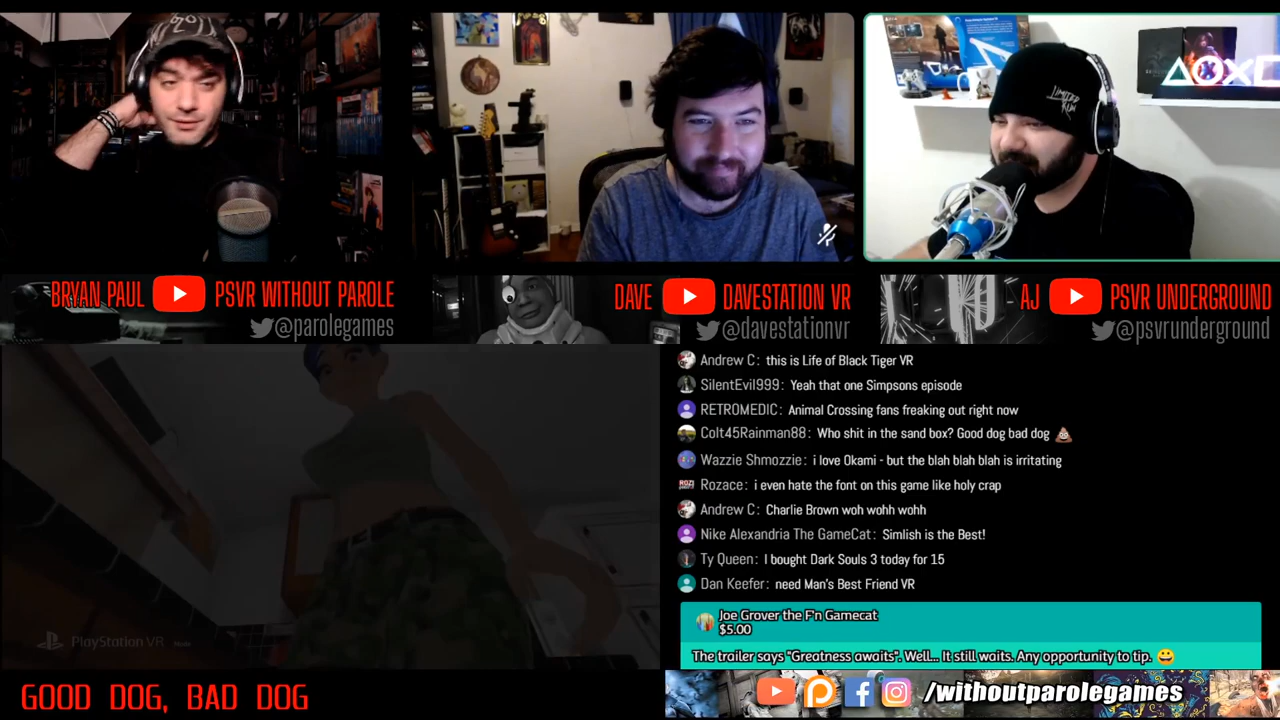 LIMITED
RUN
BRYAN PAUL PSVR WITHOUT PAROLE
@parolegames
DAVE DAVESTATION VR
@davestationvr
AJ PSVR UNDERGROUND
@psvrunderground
Andrew C: this is Life of Black Tiger VR
SilentEvil999: Yeah that one Simpsons episode
RETROMEDIC: Animal Crossing fans freaking out right now
Colt45Rainman88: Who shit in the sand box? Good dog bad dog 💩
Wazzie Shmozzie: i love Okami - but the blah blah blah is irritating
Rozace: i even hate the font on this game like holy crap
Andrew C: Charlie Brown woh wohh wohh
Nike Alexandria The GameCat: Simlish is the Best!
Ty Queen: I bought Dark Souls 3 today for 15
Dan Keefer: need Man's Best Friend VR
Joe Grover the F'n Gamecat
$5.00
The trailer says "Greatness awaits". Well... It still waits. Any opportunity to tip. 😀
PlayStation VR
GOOD DOG, BAD DOG
/withoutparolegames